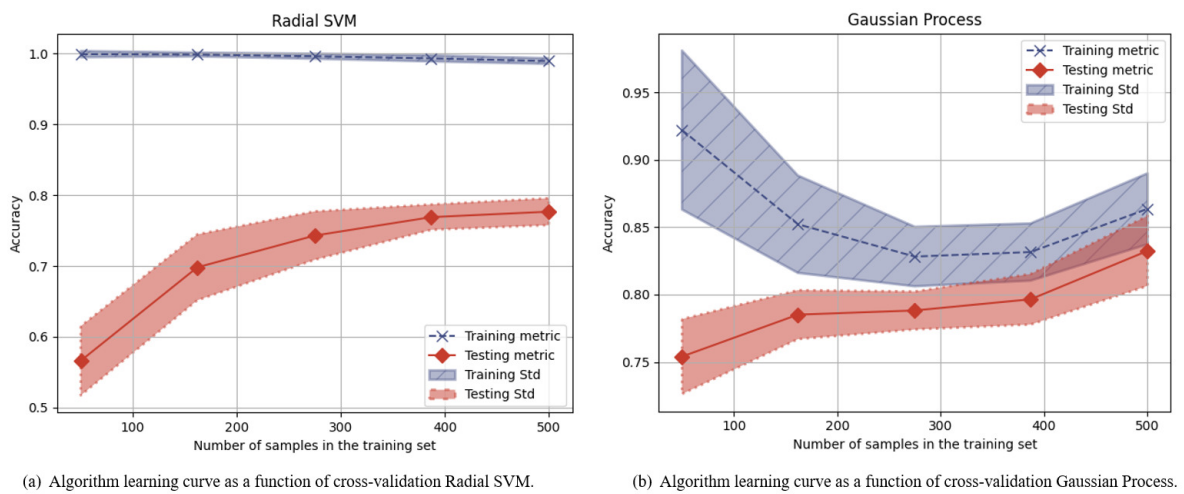 Radial SVM
1.0
0.9
0.8
0.7
0.6
0.5
Accuracy
100
200
300
400
500
Number of samples in the training set
Training metric
Testing metric
Training Std
Testing Std
(a) Algorithm learning curve as a function of cross-validation Radial SVM.
Gaussian Process
0.95
0.90
0.85
0.80
0.75
Accuracy
100
200
300
400
500
Number of samples in the training set
Training metric
Testing metric
Training Std
Testing Std
(b) Algorithm learning curve as a function of cross-validation Gaussian Process.